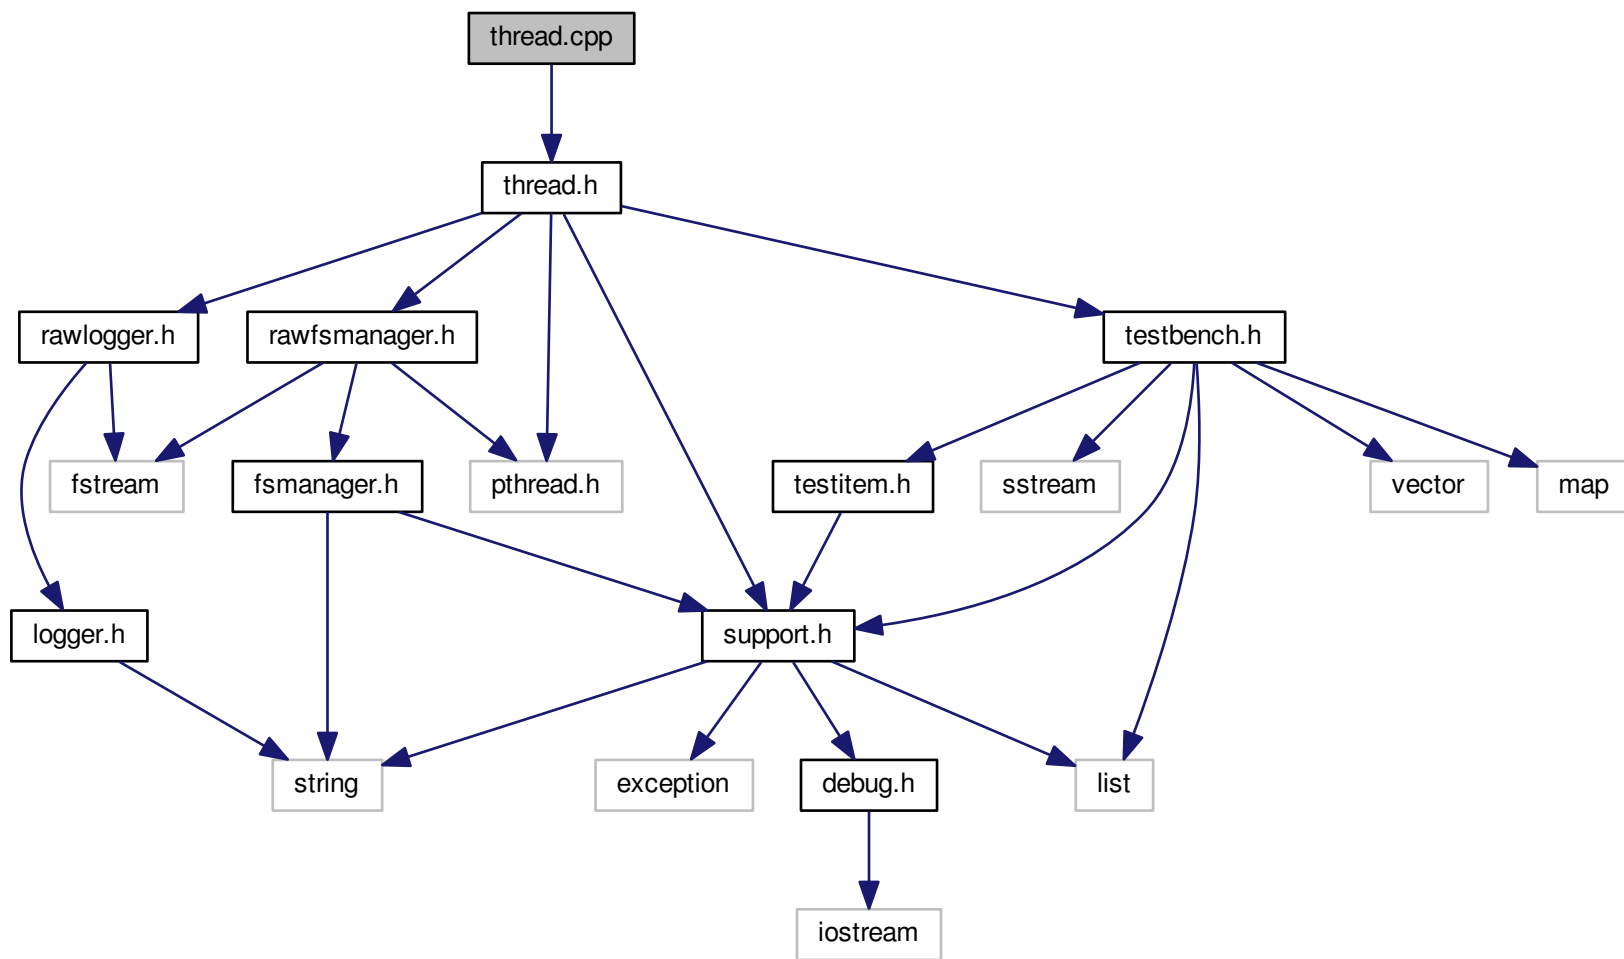 thread.cpp
thread.h
rawlogger.h
rawfsmanager.h
testbench.h
fstream
fsmanager.h
pthread.h
testitem.h
sstream
vector
map
logger.h
support.h
string
exception
debug.h
list
iostream